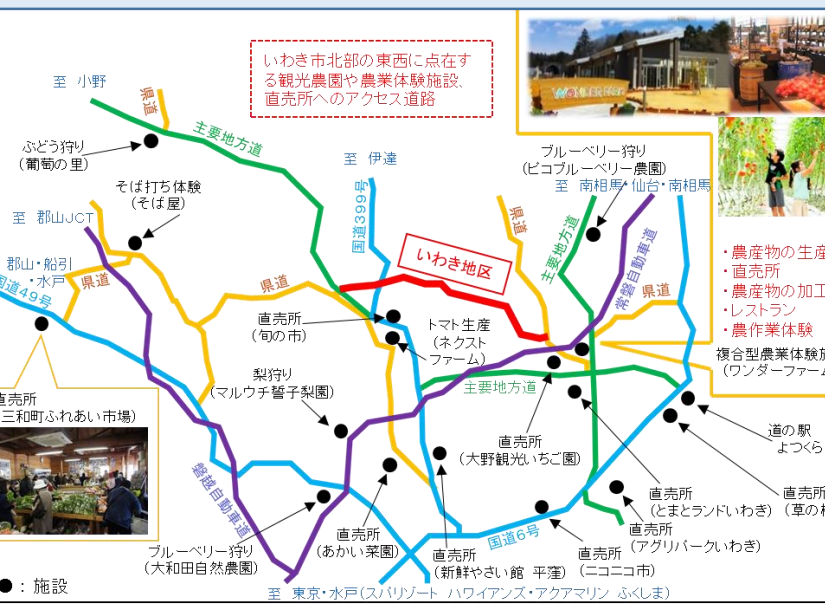 いわき市北部の東西に点在す
る観光農園や農業体験施設、
直売所へのアクセス道路
至 小野
県道
主要地方道
ぶどう狩り
(葡萄の里)
そば打ち体験
(そば屋)
至 伊達
国道399号
ブルーベリー狩り
(ピコブルーベリー農園)
至 南相馬・仙台・南相馬
至 郡山JCT
郡山・船引
・水戸
国道49号
県道
県道
いわき地区
県道
主要地方道
常磐自動車道
県道
WONDER FARM
・農産物の生産
・直売所
・農産物の加工
・レストラン
・農作業体験
複合型農業体験施
(ワンダーファーム
直売所
(旬の市)
トマト生産
(ネクスト
ファーム)
梨狩り
(マルウチ誓子梨園)
主要地方道
直売所
三和町ふれあい市場)
直売所
(大野観光いちご園)
道の駅
よつくら
磐越自動車道
直売所
(とまとランドいわき)
直売所
(草の
直売所
(アグリパークいわき)
国道6号
ブルーベリー狩り
(大和田自然農園)
直売所
(あかい菜園)
直売所
(新鮮やさい館 平窪)
直売所
(ニコニコ市)
●：施設
至 東京・水戸(スパリゾート ハワイアンズ・アクアマリン ふくしま)